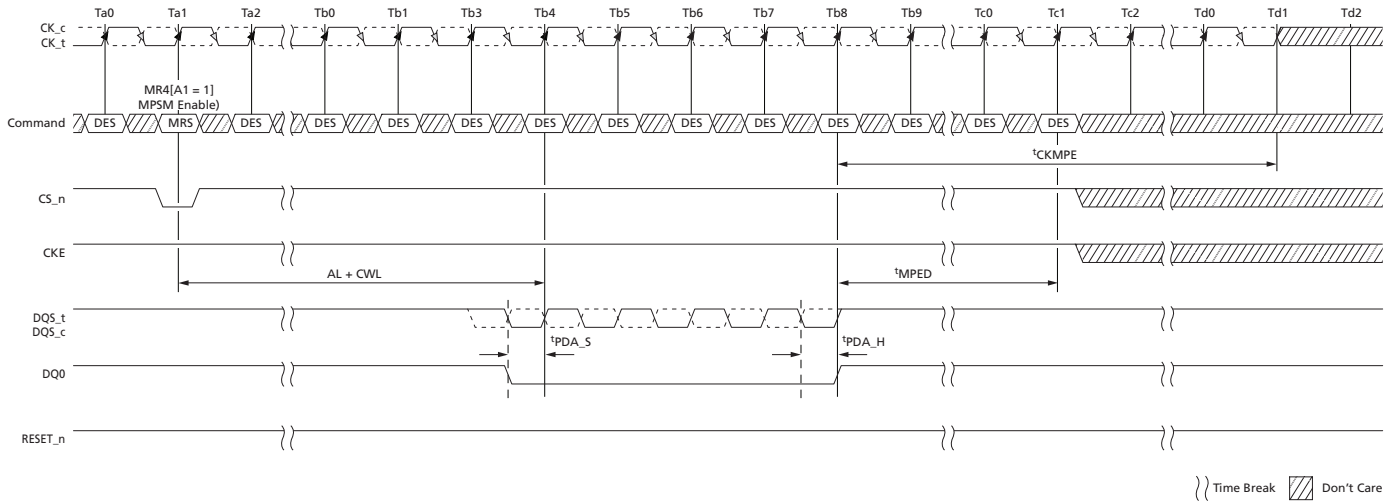 Ta0 Ta1 Ta2 Tb0 Tb1 Tb2 Tb3 Tb4 Tb5 Tb6 Tb7 Tb8 Tb9 Tc0 Tc1 Tc2 Td0 Td1 Td2
CK_c
CK_t
MR4[A1 = 1]
MPSM Enable)
Command DES MRS DES DES DES DES DES DES DES DES DES DES DES DES
tCKMPE
CS_n
CKE
AL + CWL tMPED
DQS_t
DQS_c
tPDA_S tPDA_H
DQ0
RESET_n
Time Break Don't Care